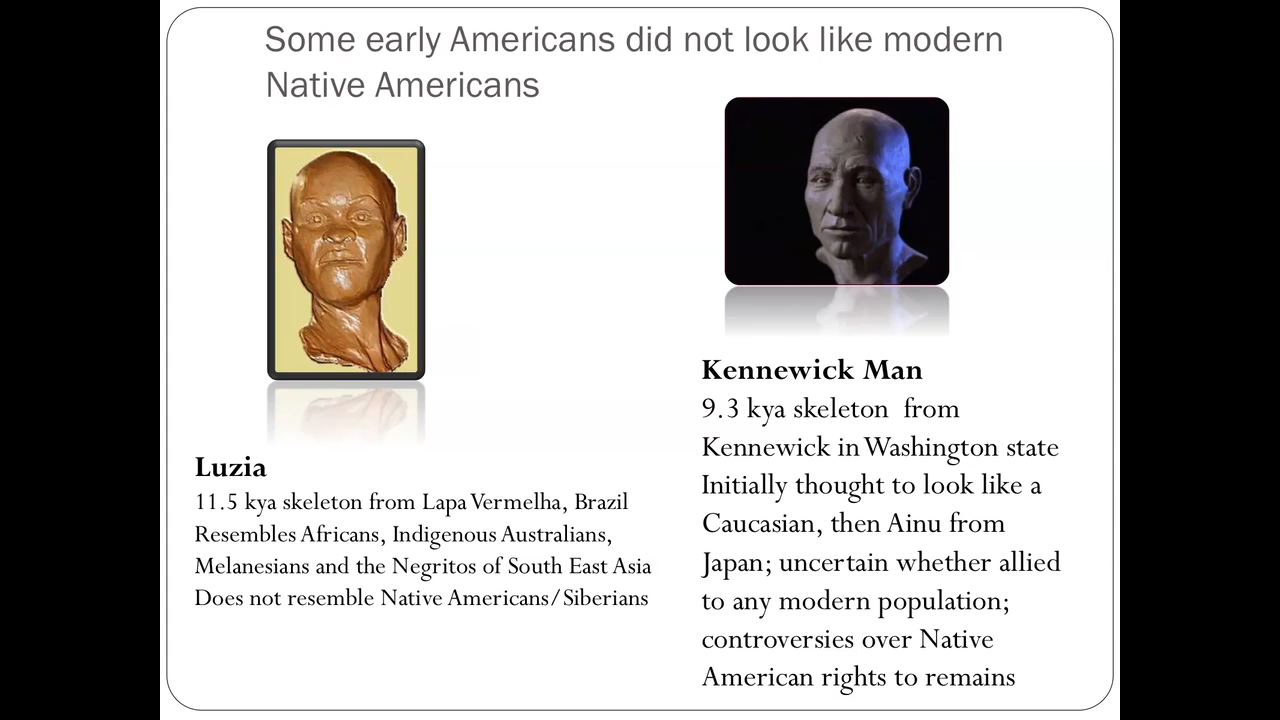 Some early Americans did not look like modern
Native Americans
Luzia
11.5 kya skeleton from Lapa Vermelha, Brazil
Resembles Africans, Indigenous Australians,
Melanesians and the Negritos of South East Asia
Does not resemble Native Americans/Siberians
Kennewick Man
9.3 kya skeleton from
Kennewick in Washington state
Initially thought to look like a
Caucasian, then Ainu from
Japan; uncertain whether allied
to any modern population;
controversies over Native
American rights to remains